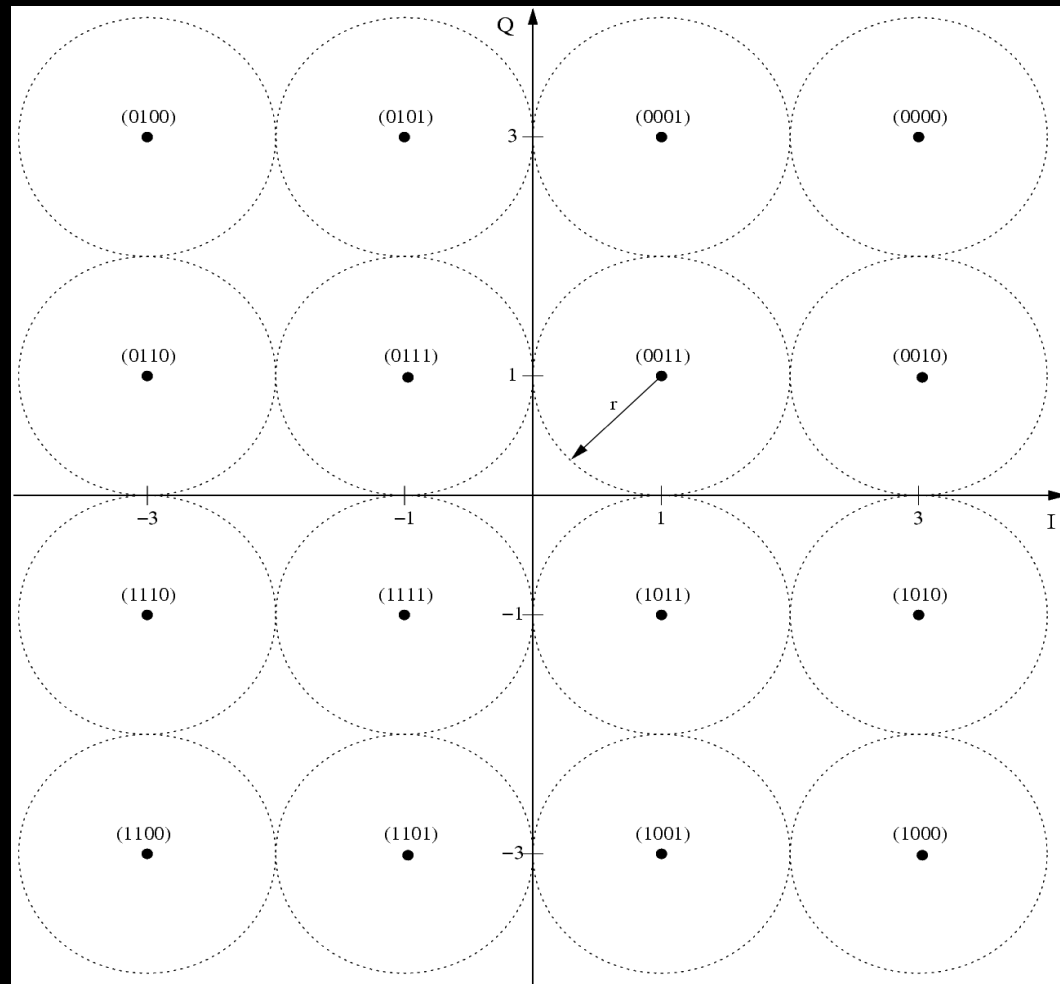 Q
(0100) (0101) (0001) (0000)
3
(0110) (0111) (0011) (0010)
1
r
−3 −1 1 3
I
(1110) (1111) (1011) (1010)
−1
(1100) (1101) (1001) (1000)
−3